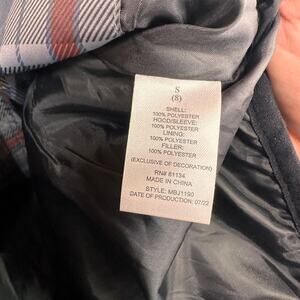 S
(8)
SHELL:
100% POLYESTER
HOOD/SLEEVE:
100% POLYESTER
LINING:
100% POLYESTER
FILLER:
100% POLYESTER
(EXCLUSIVE OF DECORATION)
RN# 61134
MADE IN CHINA
STYLE: MBJ1190
DATE OF PRODUCTION: 07/22